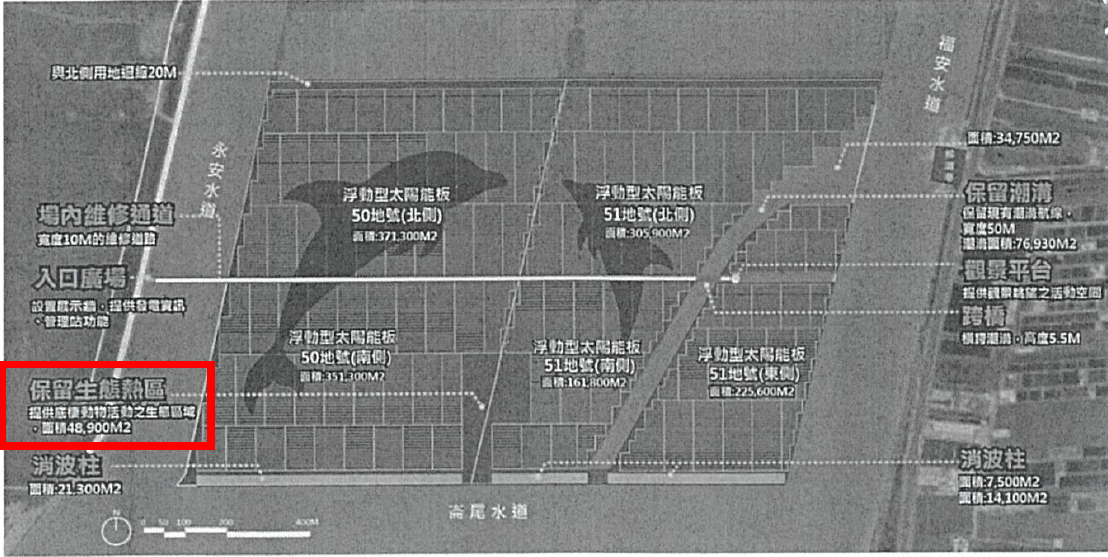 與北側用地退縮20M
永安水道
福安水道
面積:34,750M2
浮動型太陽能板
50地號(北側)
面積:371,300M2
浮動型太陽能板
51地號(北側)
面積:305,900M2
場內維修通道
寬度10M的維修道路
保留潮溝
保留現有潮溝航線,
寬度50M
潮溝面積:76,930M2
入口廣場
設置展示牆,提供發電資訊
、管理站功能
觀景平台
提供觀景眺望之活動空間
跨橋
橫跨潮溝,高度5.5M
浮動型太陽能板
50地號(南側)
面積:351,300M2
浮動型太陽能板
51地號(南側)
面積:161,800M2
浮動型太陽能板
51地號(東側)
面積:225,600M2
保留生態熱區
提供底棲動物活動之生態區域
,面積48,900M2
消波柱
面積:21,300M2
消波柱
面積:7,500M2
面積:14,100M2
崙尾水道
N
0 50 100 200 400M